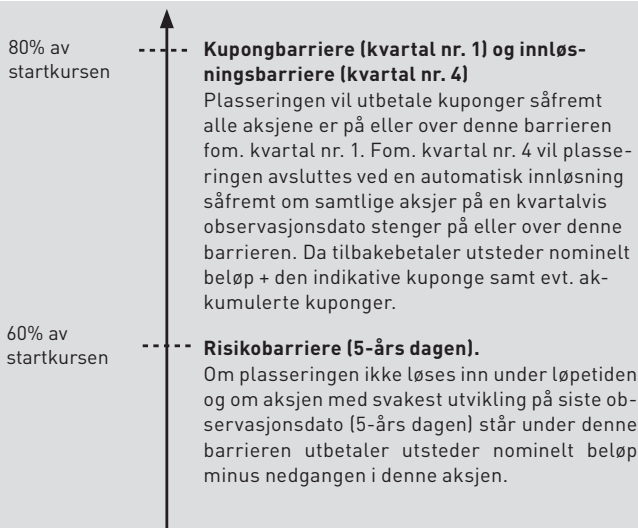 80% av
startkursen
Kupongbarriere (kvartal nr. 1) og innløs-
ningsbarriere (kvartal nr. 4)
Plasseringen vil utbetale kuponger såfremt
alle aksjene er på eller over denne barrieren
fom. kvartal nr. 1. Fom. kvartal nr. 4 vil plasse-
ringen avsluttes ved en automatisk innløsning
såfremt om samtlige aksjer på en kvartalvis
observasjonsdato stenger på eller over denne
barrieren. Da tilbakebetaler utsteder nominelt
beløp + den indikative kuponge samt evt. ak-
kumulerte kuponger.
60% av
startkursen
Risikobarriere (5-års dagen).
Om plasseringen ikke løses inn under løpetiden
og om aksjen med svakest utvikling på siste ob-
servasjonsdato (5-års dagen) står under denne
barrieren utbetaler utsteder nominelt beløp
minus nedgangen i denne aksjen.